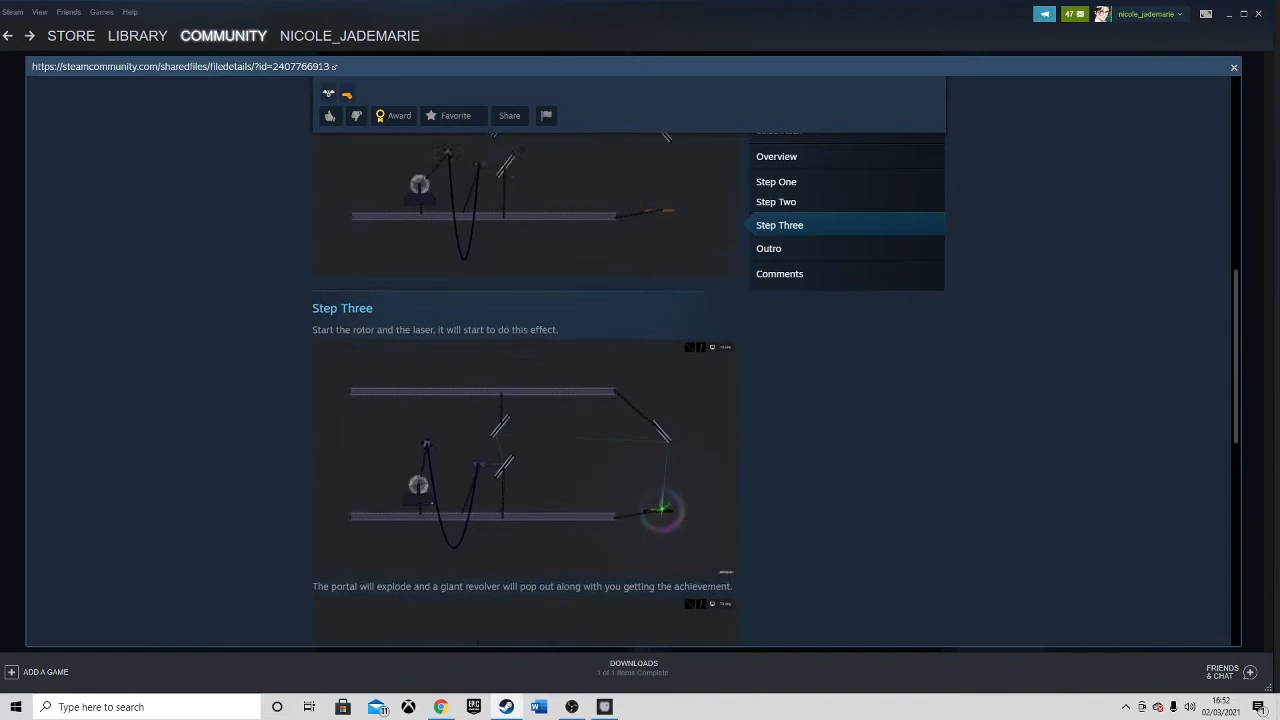 Steam View Friends Games Help
47
nicole_jademarie
STORE LIBRARY COMMUNITY NICOLE_JADEMARIE
https://steamcommunity.com/sharedfiles/filedetails/?id=2407766913
Award Favorite Share
Overview
Step One
Step Two
Step Three
Outro
Comments
Step Three
Start the rotor and the laser, it will start to do this effect.
The portal will explode and a giant revolver will pop out along with you getting the achievement.
ADD A GAME
DOWNLOADS
1 of 1 Items Complete
FRIENDS
& CHAT
Type here to search
11
16:52
02/03/2021
1